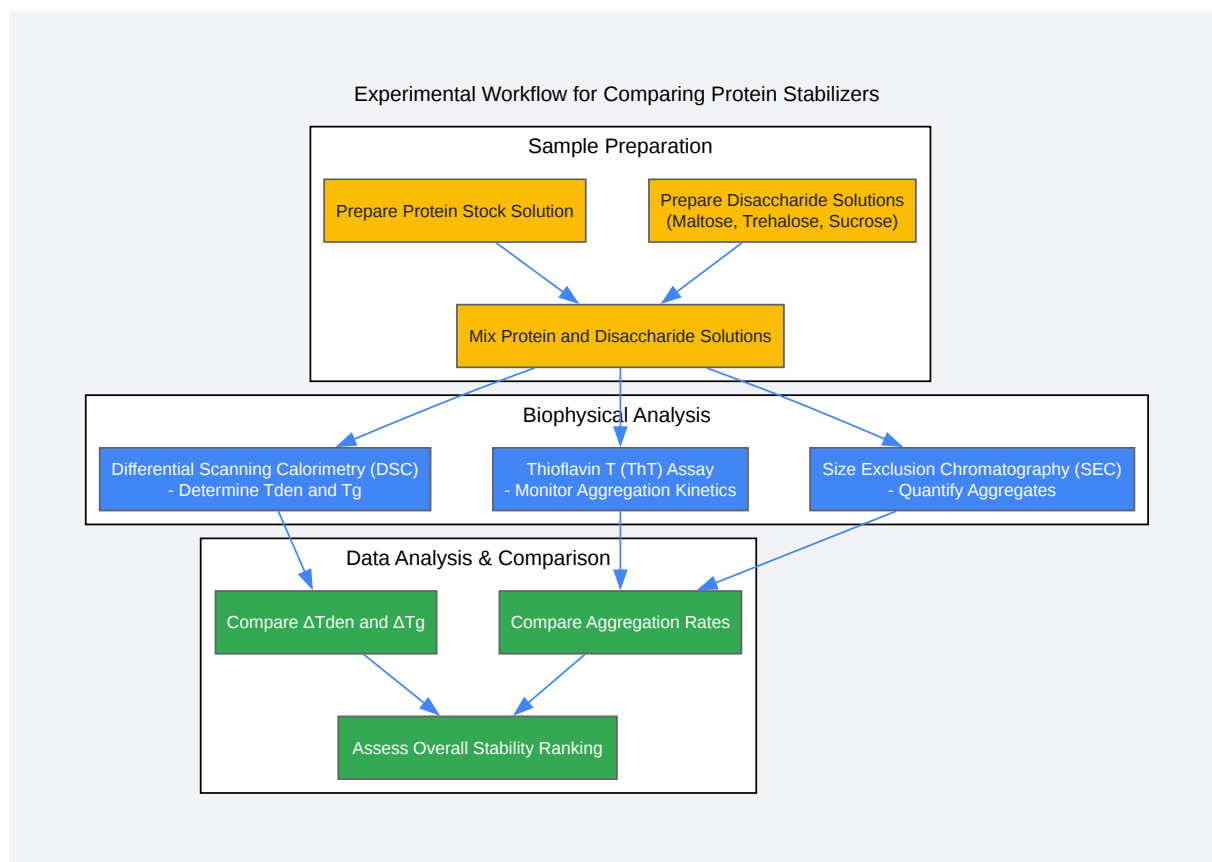 Experimental Workflow for Comparing Protein Stabilizers
Sample Preparation
Prepare Protein Stock Solution
Prepare Disaccharide Solutions
(Maltose, Trehalose, Sucrose)
Mix Protein and Disaccharide Solutions
Biophysical Analysis
Differential Scanning Calorimetry (DSC)
- Determine Tden and Tg
Thioflavin T (ThT) Assay
- Monitor Aggregation Kinetics
Size Exclusion Chromatography (SEC)
- Quantify Aggregates
Data Analysis & Comparison
Compare ΔTden and ΔTg
Compare Aggregation Rates
Assess Overall Stability Ranking